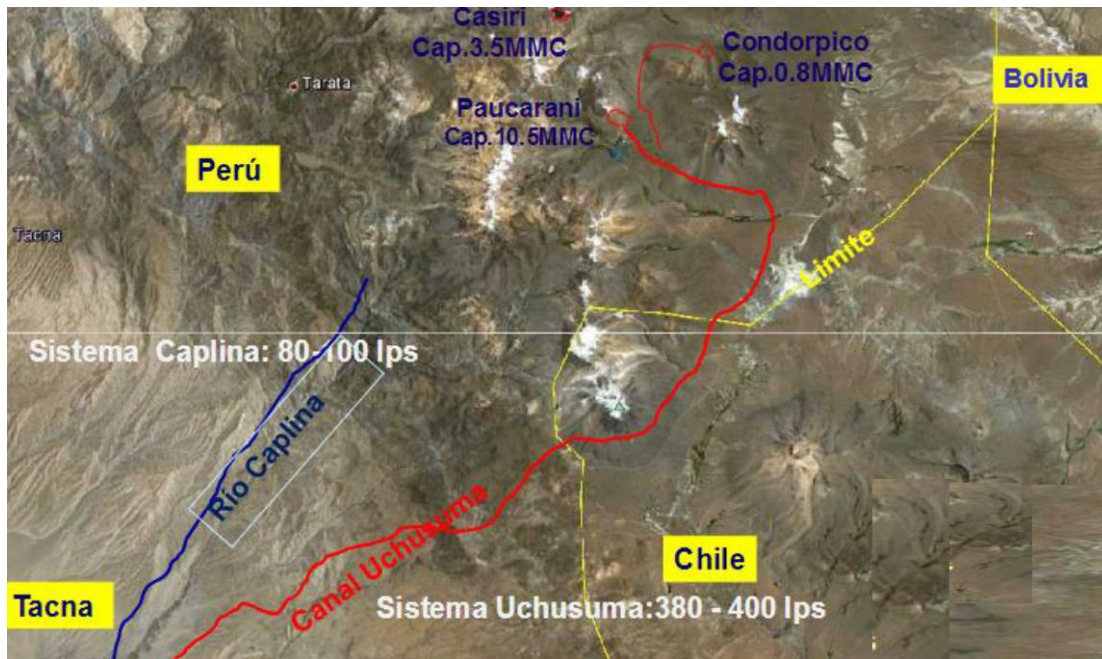 Casiri
Cap.3.5MMC
Condorpico
Cap.0.8MMC
Bolivia
Tarata
Paucarani
Cap.10.5MMC
Perú
Tacna
Limite
Sistema Caplina: 80-100 lps
Río Caplina
Canal Uchusuma
Chile
Tacna
Sistema Uchusuma:380 - 400 lps